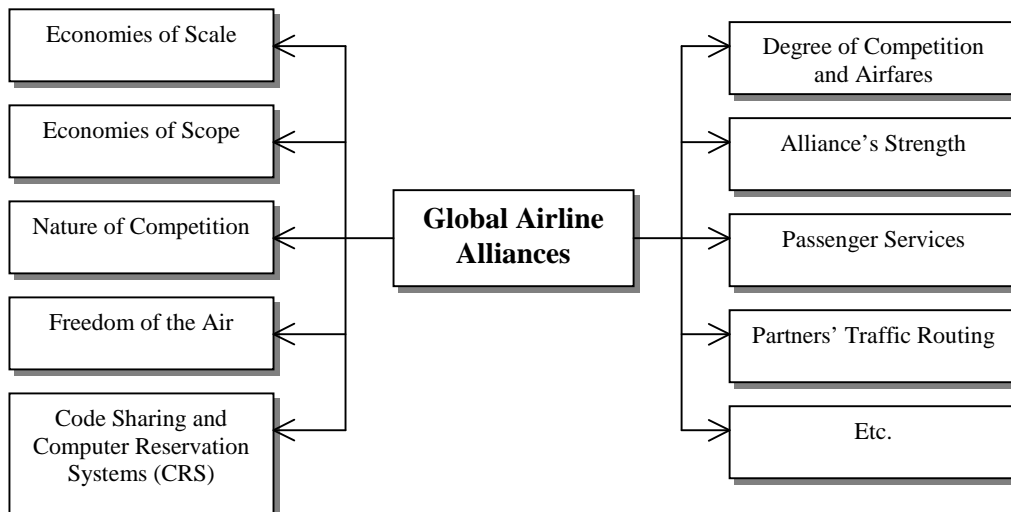 Economies of Scale
Economies of Scope
Nature of Competition
Freedom of the Air
Code Sharing and
Computer Reservation
Systems (CRS)
Global Airline
Alliances
Degree of Competition
and Airfares
Alliance’s Strength
Passenger Services
Partners’ Traffic Routing
Etc.